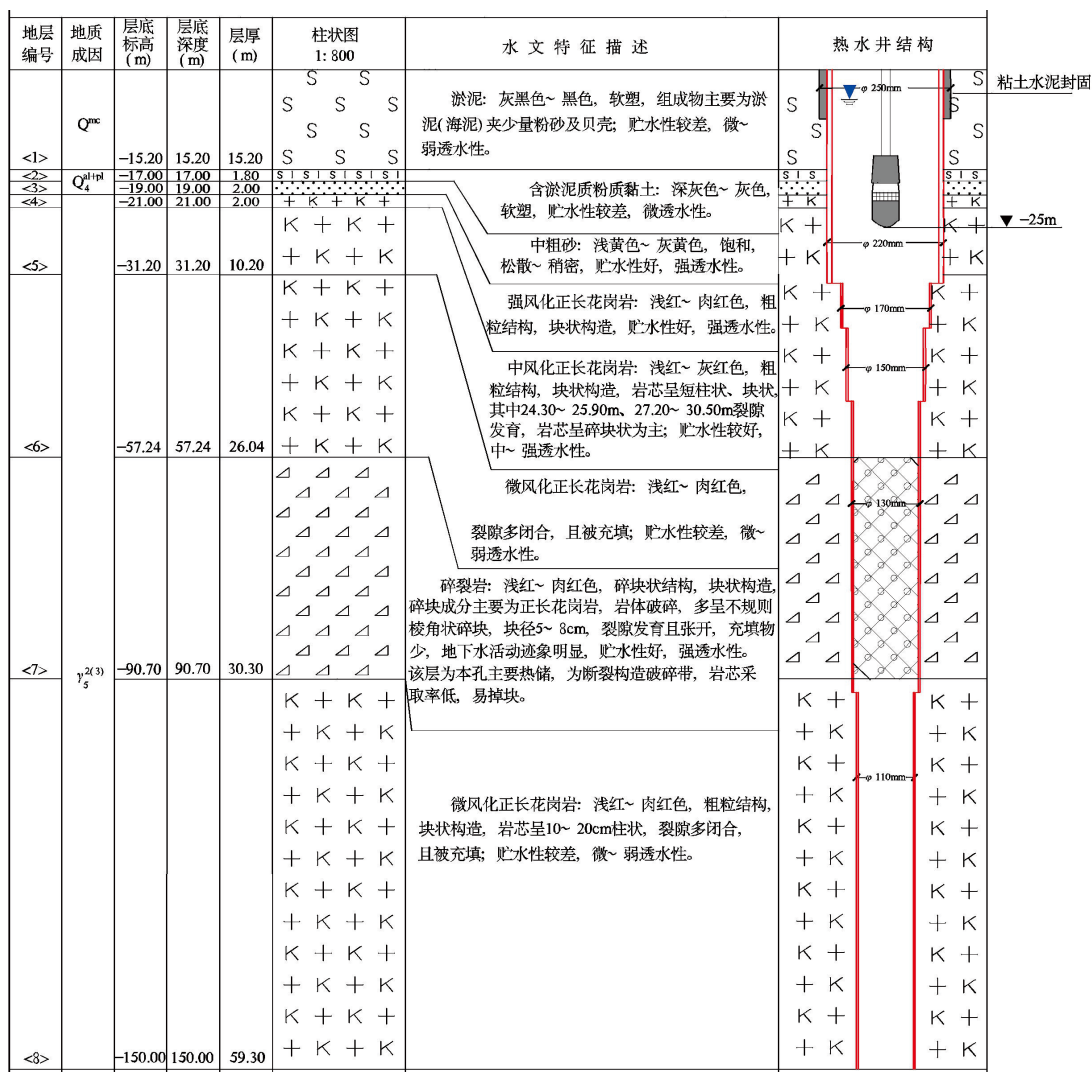 地层编号 地质成因 层底标高(m) 层底深度(m) 层厚(m) 柱状图 1:800 水文特征描述 热水井结构
<1> Q^mc -15.20 15.20 15.20
<2> Q₄^al+pl -17.00 17.00 1.80
<3> -19.00 19.00 2.00
<4> -21.00 21.00 2.00
<5> -31.20 31.20 10.20
<6> -57.24 57.24 26.04
<7> γ₅^2(3) -90.70 90.70 30.30
<8> -150.00 150.00 59.30
淤泥: 灰黑色~ 黑色, 软塑, 组成物主要为淤
泥(海泥)夹少量粉砂及贝壳; 贮水性较差, 微~
弱透水性。
含淤泥质粉质黏土: 深灰色~ 灰色,
软塑, 贮水性较差, 微透水性。
中粗砂: 浅黄色~ 灰黄色, 饱和,
松散~ 稍密, 贮水性好, 强透水性。
强风化正长花岗岩: 浅红~ 肉红色, 粗
粒结构, 块状构造, 贮水性好, 强透水性。
中风化正长花岗岩: 浅红~ 灰红色, 粗
粒结构, 块状构造, 岩芯呈短柱状、块状,
其中24.30~ 25.90m、27.20~ 30.50m裂隙
发育, 岩芯呈碎块状为主; 贮水性较好,
中~ 强透水性。
微风化正长花岗岩: 浅红~ 肉红色,
裂隙多闭合, 且被充填; 贮水性较差, 微~
弱透水性。
碎裂岩: 浅红~ 肉红色, 碎块状结构, 块状构造,
碎块成分主要为正长花岗岩, 岩体破碎, 多呈不规则
棱角状碎块, 块径5~ 8cm, 裂隙发育且张开, 充填物
少, 地下水活动迹象明显, 贮水性好, 强透水性。
该层为本孔主要热储, 为断裂构造破碎带, 岩芯采
取率低, 易掉块。
微风化正长花岗岩: 浅红~ 肉红色, 粗粒结构,
块状构造, 岩芯呈10~ 20cm柱状, 裂隙多闭合,
且被充填; 贮水性较差, 微~ 弱透水性。
φ 250mm
粘土水泥封固
-25m
φ 220mm
φ 170mm
φ 150mm
φ 130mm
φ 110mm